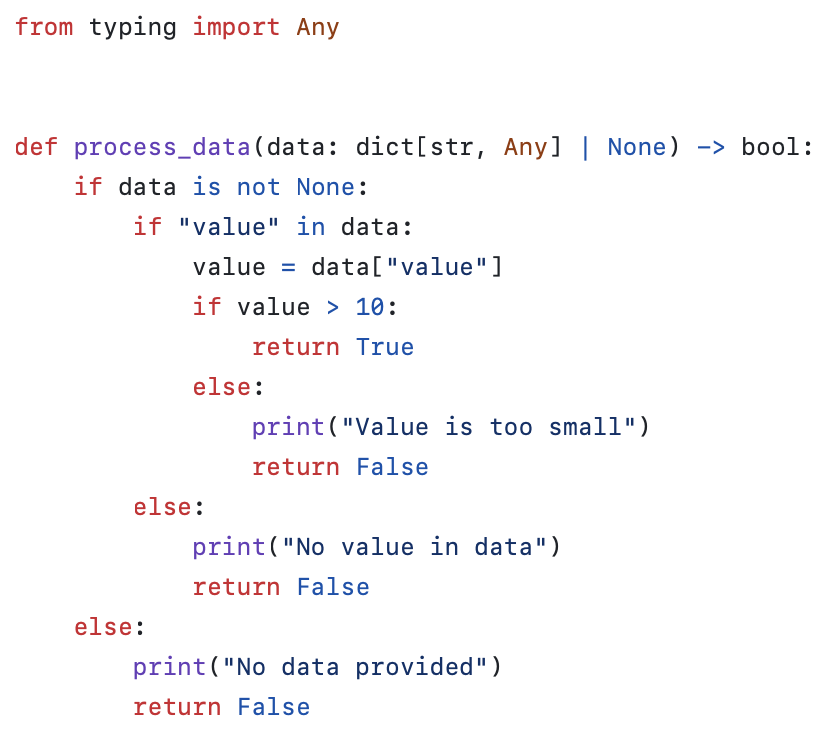 from typing import Any
def process_data(data: dict[str, Any] | None) -> bool:
    if data is not None:
        if "value" in data:
            value = data["value"]
            if value > 10:
                return True
            else:
                print("Value is too small")
                return False
        else:
            print("No value in data")
            return False
    else:
        print("No data provided")
        return False